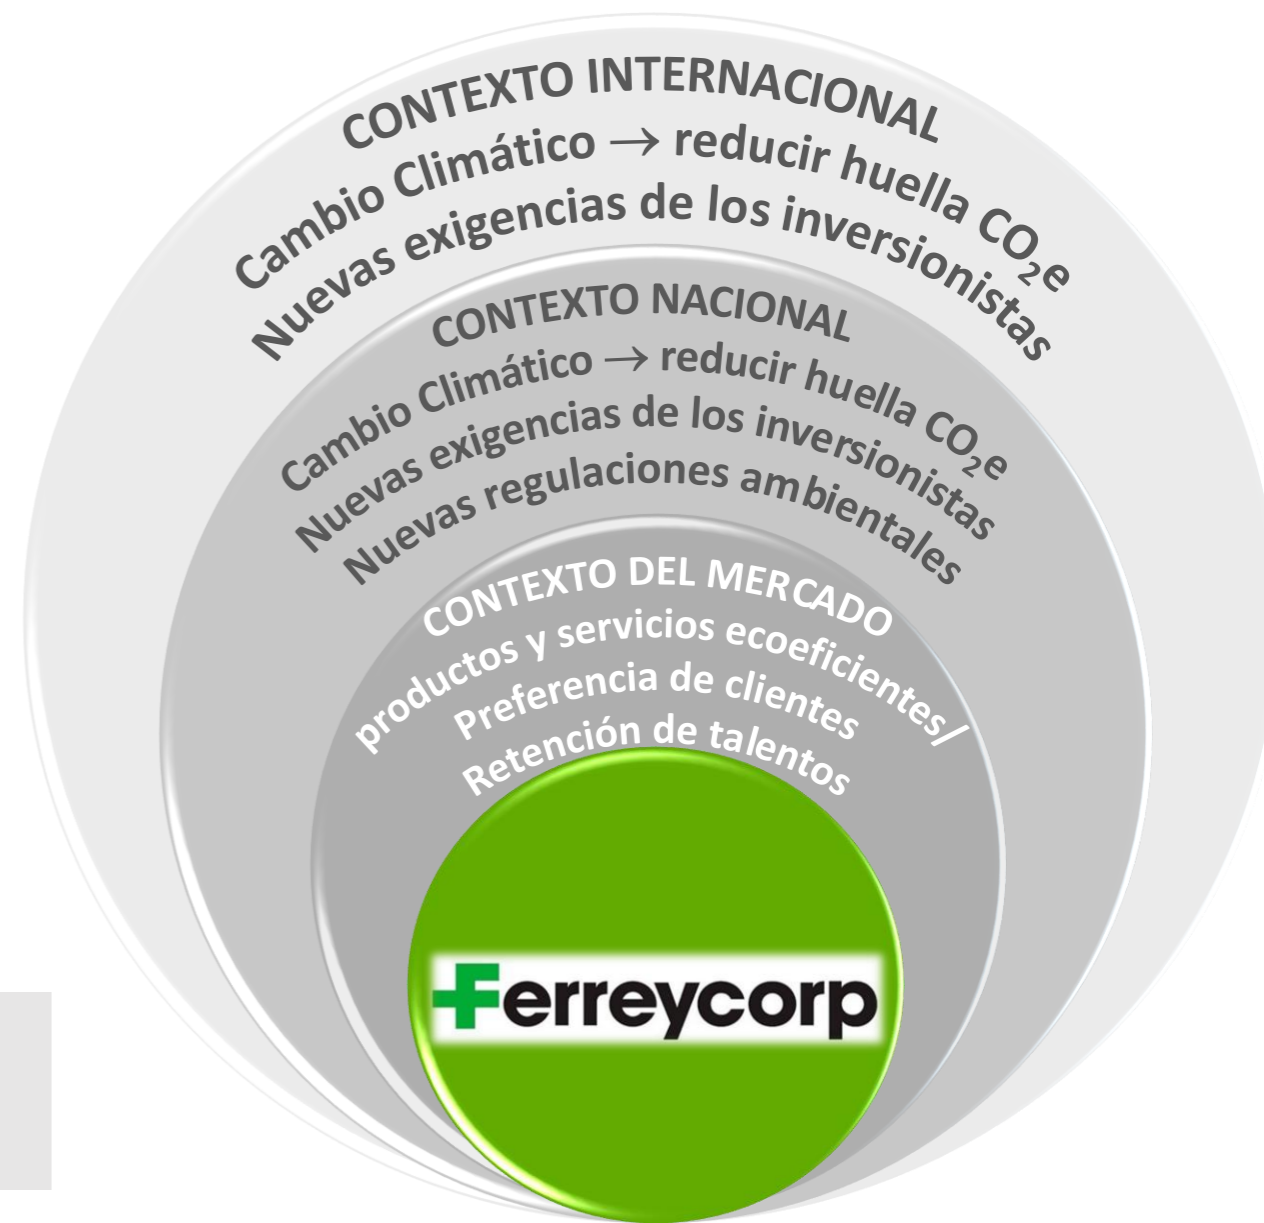 CONTEXTO INTERNACIONAL
Cambio Climático → reducir huella CO₂e
Nuevas exigencias de los inversionistas
CONTEXTO NACIONAL
Cambio Climático → reducir huella CO₂e
Nuevas exigencias de los inversionistas
Nuevas regulaciones ambientales
CONTEXTO DEL MERCADO
productos y servicios ecoeficientes/
Preferencia de clientes
Retención de talentos
Ferreycorp